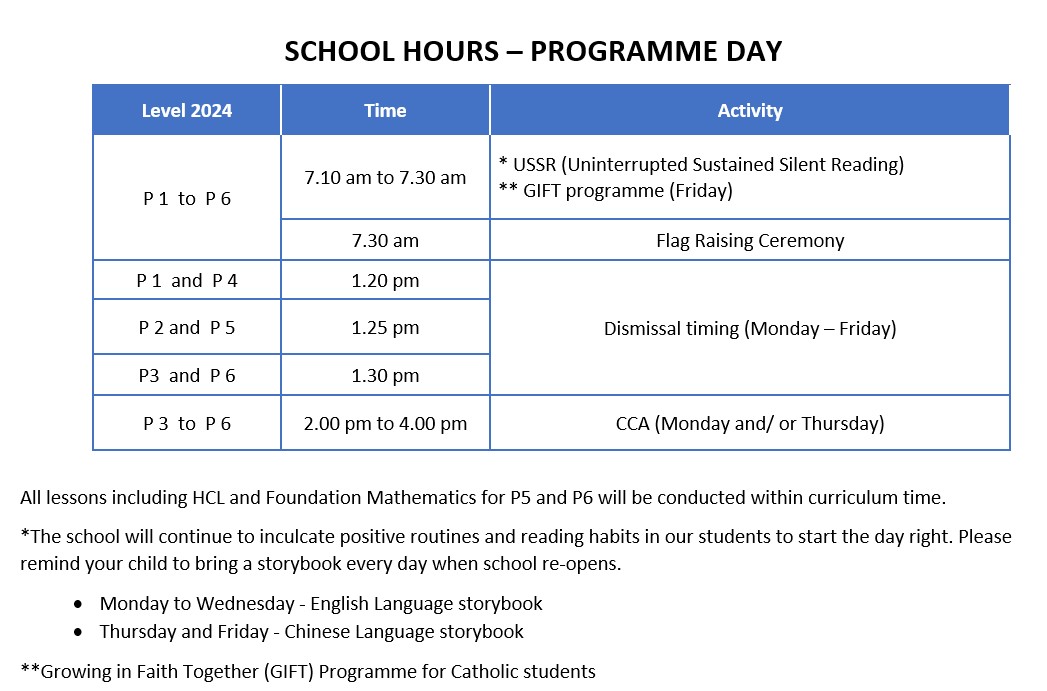 SCHOOL HOURS – PROGRAMME DAY
Level 2024 Time Activity
P 1 to P 6
7.10 am to 7.30 am
* USSR (Uninterrupted Sustained Silent Reading)
** GIFT programme (Friday)
7.30 am Flag Raising Ceremony
P 1 and P 4 1.20 pm
P 2 and P 5 1.25 pm Dismissal timing (Monday – Friday)
P3 and P 6 1.30 pm
P 3 to P 6 2.00 pm to 4.00 pm CCA (Monday and/ or Thursday)
All lessons including HCL and Foundation Mathematics for P5 and P6 will be conducted within curriculum time.
*The school will continue to inculcate positive routines and reading habits in our students to start the day right. Please
remind your child to bring a storybook every day when school re-opens.
• Monday to Wednesday - English Language storybook
• Thursday and Friday - Chinese Language storybook
**Growing in Faith Together (GIFT) Programme for Catholic students